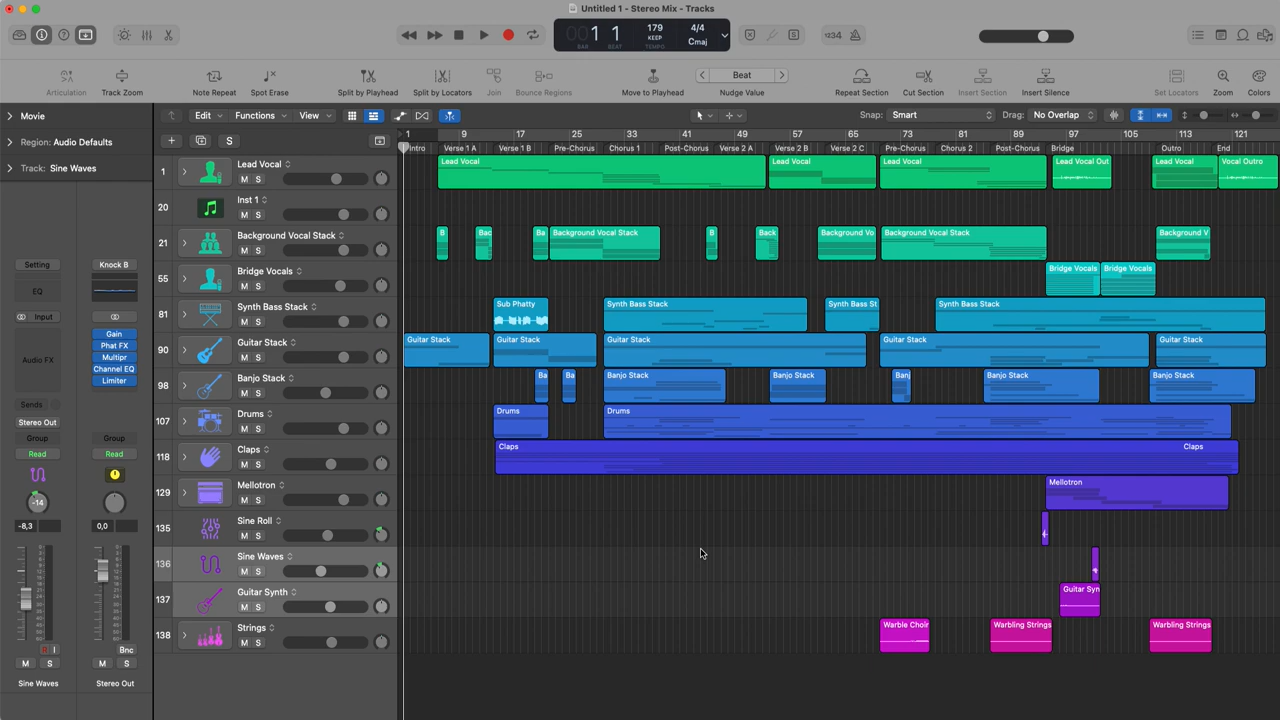 Untitled 1 - Stereo Mix - Tracks
00 1 1
BAR BEAT
179
KEEP
TEMPO
4/4
Cmaj
S
1234
Articulation
Track Zoom
Note Repeat
Spot Erase
Split by Playhead
Split by Locators
Join
Bounce Regions
Move to Playhead
Beat
Nudge Value
Repeat Section
Cut Section
Insert Section
Insert Silence
Set Locators
Zoom
Colors
Movie
Region: Audio Defaults
Track: Sine Waves
Edit
Functions
View
Snap: Smart
Drag: No Overlap
S
1 9 17 25 33 41 49 57 65 73 81 89 97 105 113 121
Intro Verse 1 A Verse 1 B Pre-Chorus Chorus 1 Post-Chorus Verse 2 A Verse 2 B Verse 2 C Pre-Chorus Chorus 2 Post-Chorus Bridge Outro End
1 Lead Vocal
M S
Lead Vocal Lead Vocal Lead Vocal Lead Vocal Out Lead Vocal Vocal Outro
20 Inst 1
M S
21 Background Vocal Stack
M S
B Bac Ba Background Vocal Stack B Back Background Vo Background Vocal Stack Background V
55 Bridge Vocals
M S
Bridge Vocals Bridge Vocals
81 Synth Bass Stack
M S
Sub Phatty Synth Bass Stack Synth Bass St Synth Bass Stack
90 Guitar Stack
M S
Guitar Stack Guitar Stack Guitar Stack Guitar Stack Guitar Stack
98 Banjo Stack
M S
Ba Ba Banjo Stack Banjo Stack Banj Banjo Stack Banjo Stack
107 Drums
M S
Drums Drums
118 Claps
M S
Claps Claps
129 Mellotron
M S
Mellotron
135 Sine Roll
M S
136 Sine Waves
M S
137 Guitar Synth
M S
Guitar Syn
138 Strings
M S
Warble Choir Warbling Strings Warbling Strings
Setting
EQ
Input
Audio FX
Sends
Stereo Out
Group
Read
-14
-8,3
R I
M S
Sine Waves
Knock B
Gain
Phat FX
Multipr
Channel EQ
Limiter
Group
Read
0,0
Bnc
M S
Stereo Out